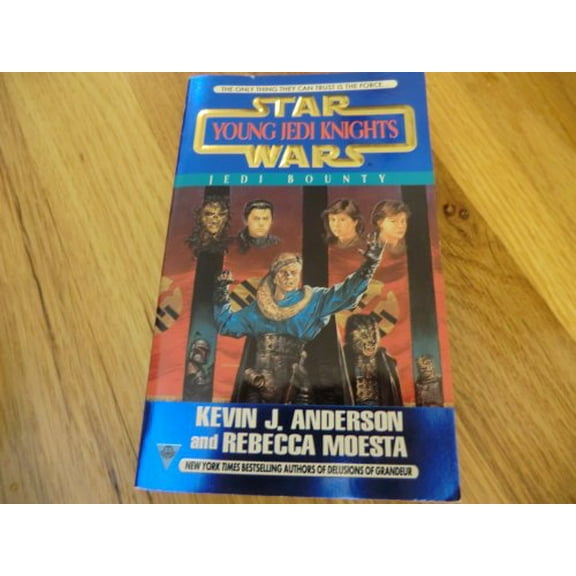 THE ONLY THING THEY CAN TRUST IS THE FORCE...
STAR
YOUNG JEDI KNIGHTS
WARS
JEDI BOUNTY
KEVIN J. ANDERSON
and REBECCA MOESTA
NEW YORK TIMES BESTSELLING AUTHORS OF DELUSIONS OF GRANDEUR